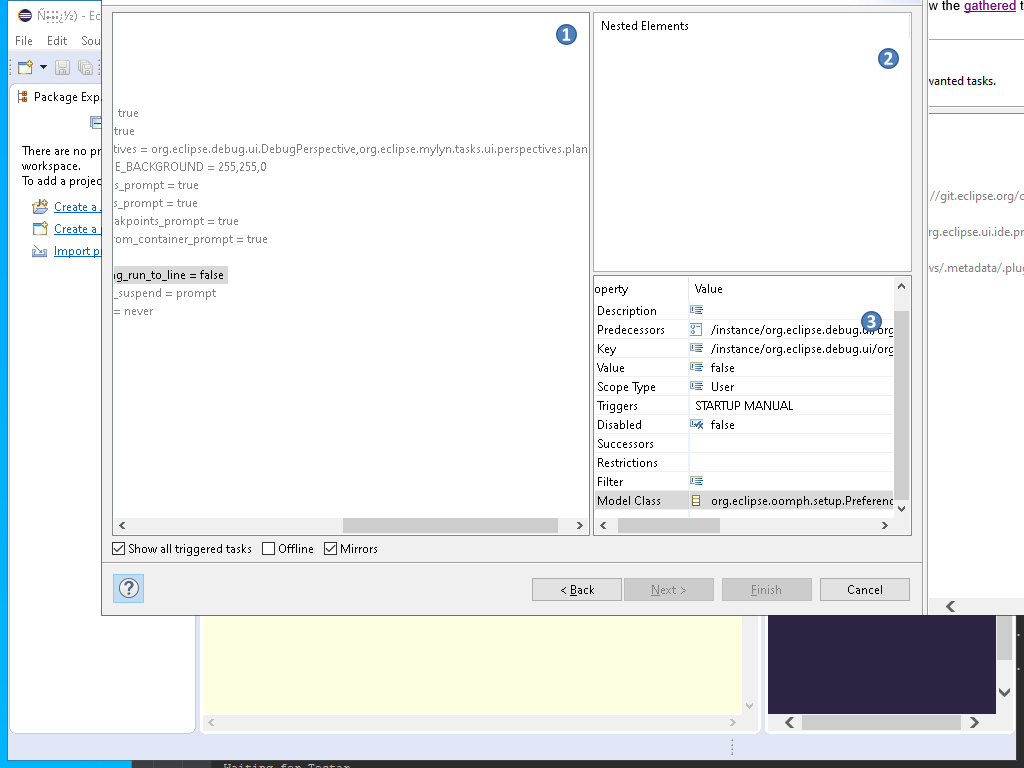 Ñ½) - Ec
File Edit Sou
Package Exp
There are no pr
workspace.
To add a projec
Create a
Create a
Import p
true
true
tives = org.eclipse.debug.ui.DebugPerspective,org.eclipse.mylyn.tasks.ui.perspectives.plan
E_BACKGROUND = 255,255,0
s_prompt = true
s_prompt = true
akpoints_prompt = true
rom_container_prompt = true
ng_run_to_line = false
_suspend = prompt
= never
1
Nested Elements
2
operty Value
Description
Predecessors /instance/org.eclipse.debug.ui/org
3
Key /instance/org.eclipse.debug.ui/org
Value false
Scope Type User
Triggers STARTUP MANUAL
Disabled false
Successors
Restrictions
Filter
Model Class org.eclipse.oomph.setup.Preferenc
Show all triggered tasks Offline Mirrors
? < Back Next > Finish Cancel
w the gathered t
wanted tasks.
//git.eclipse.org/c
rg.eclipse.ui.ide.pr
vs/.metadata/.plug
Waiting for Testar